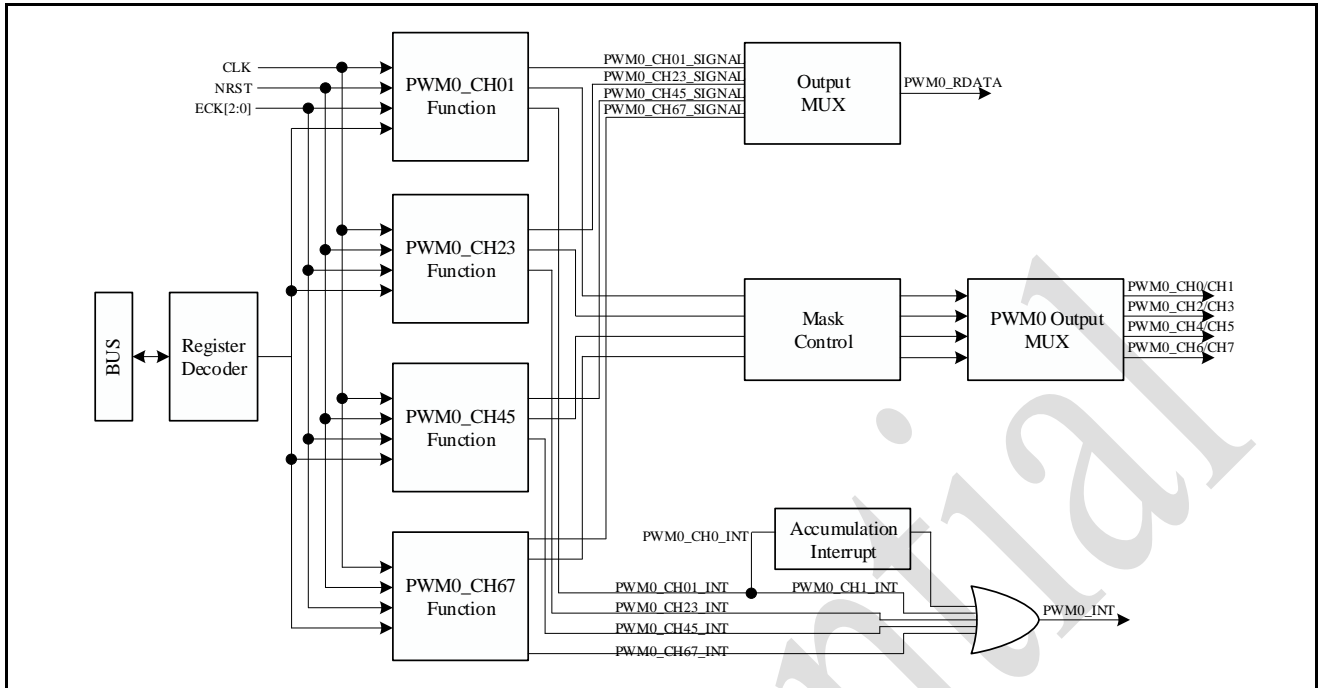 CLK
NRST
ECK[2:0]
PWM0_CH01
Function
PWM0_CH01_SIGNAL
PWM0_CH23_SIGNAL
PWM0_CH45_SIGNAL
PWM0_CH67_SIGNAL
Output
MUX
PWM0_RDATA
PWM0_CH23
Function
BUS
Register
Decoder
Mask
Control
PWM0 Output
MUX
PWM0_CH0/CH1
PWM0_CH2/CH3
PWM0_CH4/CH5
PWM0_CH6/CH7
PWM0_CH45
Function
PWM0_CH67
Function
PWM0_CH0_INT
Accumulation
Interrupt
PWM0_CH01_INT
PWM0_CH1_INT
PWM0_CH23_INT
PWM0_CH45_INT
PWM0_CH67_INT
PWM0_INT
ntial